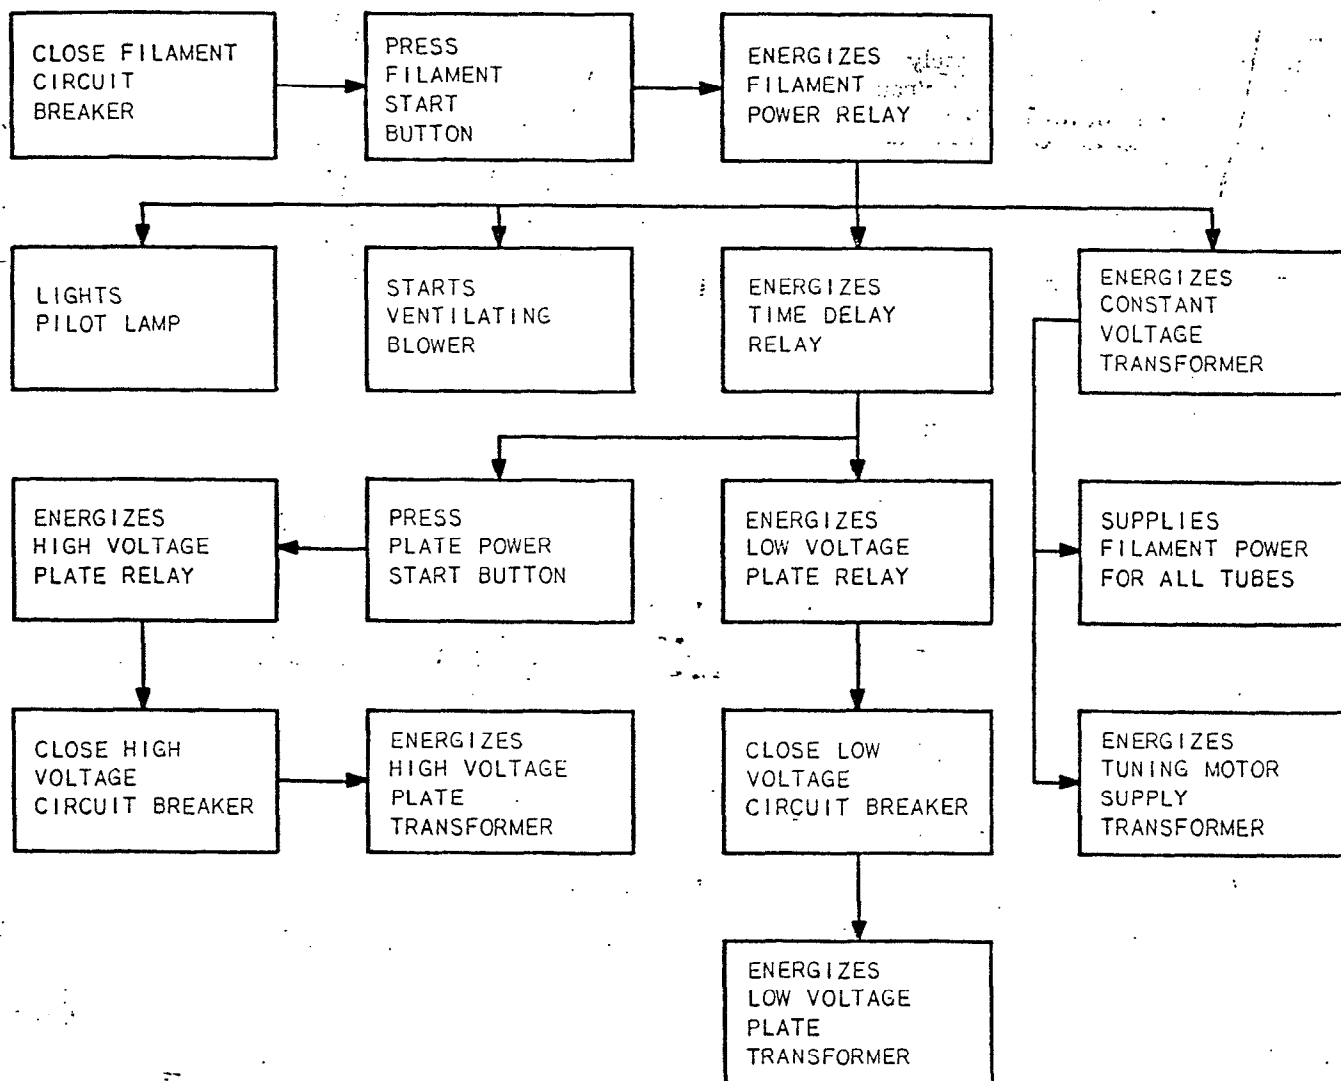 CLOSE FILAMENT
CIRCUIT
BREAKER
PRESS
FILAMENT
START
BUTTON
ENERGIZES
FILAMENT
POWER RELAY
LIGHTS
PILOT LAMP
STARTS
VENTILATING
BLOWER
ENERGIZES
TIME DELAY
RELAY
ENERGIZES
CONSTANT
VOLTAGE
TRANSFORMER
ENERGIZES
HIGH VOLTAGE
PLATE RELAY
PRESS
PLATE POWER
START BUTTON
ENERGIZES
LOW VOLTAGE
PLATE RELAY
SUPPLIES
FILAMENT POWER
FOR ALL TUBES
CLOSE HIGH
VOLTAGE
CIRCUIT BREAKER
ENERGIZES
HIGH VOLTAGE
PLATE
TRANSFORMER
CLOSE LOW
VOLTAGE
CIRCUIT BREAKER
ENERGIZES
TUNING MOTOR
SUPPLY
TRANSFORMER
ENERGIZES
LOW VOLTAGE
PLATE
TRANSFORMER